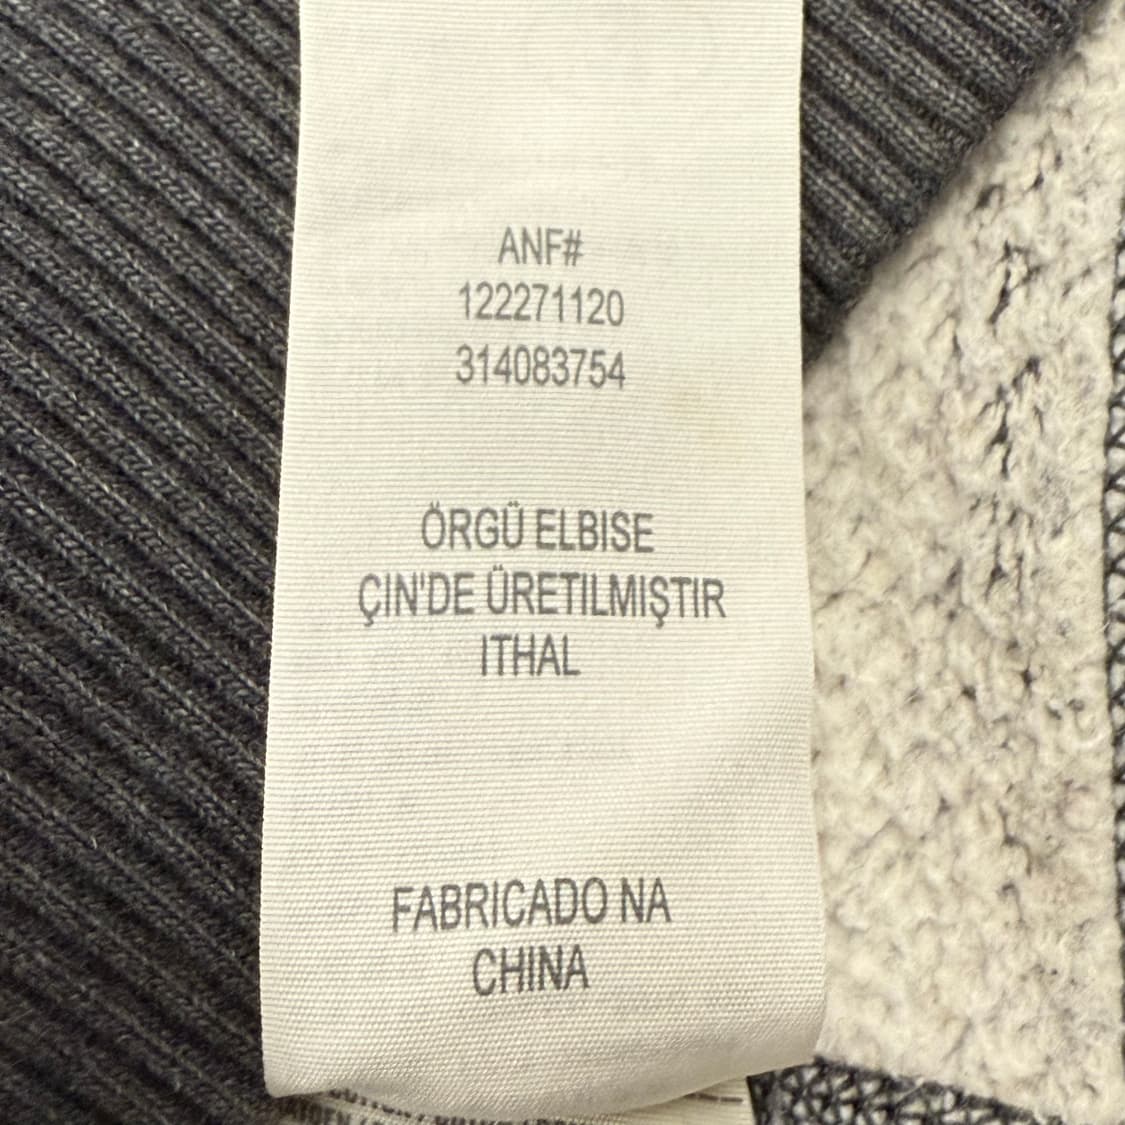 ANF#
122271120
314083754
ÖRGÜ ELBISE
ÇIN'DE ÜRETILMIŞTIR
ITHAL
FABRICADO NA
CHINA